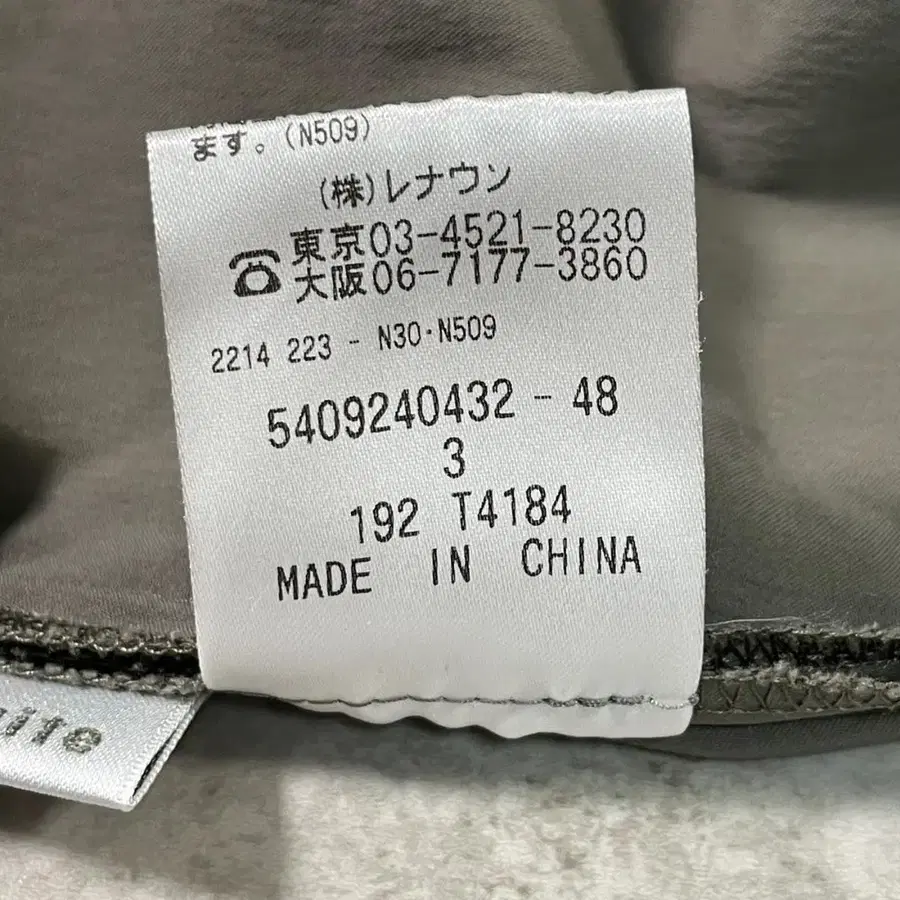 ます。(N509)
(株)レナウン
☎東京03-4521-8230
大阪06-7177-3860
2214 223 - N30・N509
5409240432 - 48
3
192 T4184
MADE IN CHINA